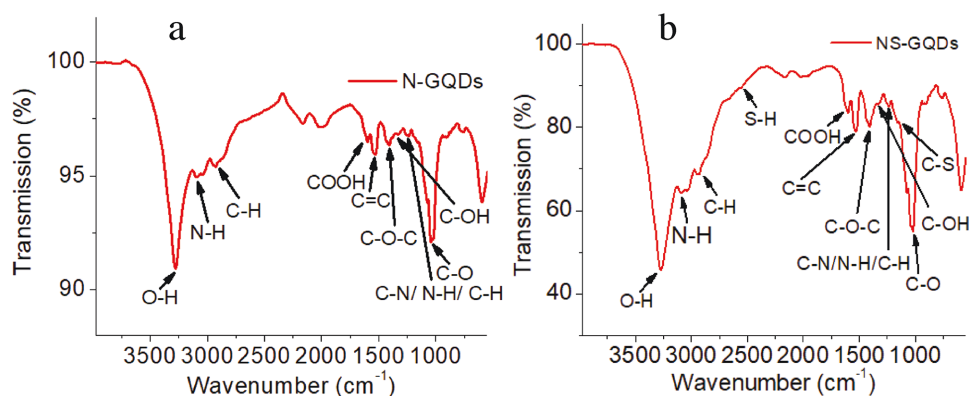 a
N-GQDs
Transmission (%)
100
95
90
COOH
C=C
C-OH
C-O-C
N-H
C-H
C-O
O-H
C-N/ N-H/ C-H
3500 3000 2500 2000 1500 1000
Wavenumber (cm⁻¹)
b
NS-GQDs
Transmission (%)
100
80
60
40
S-H
COOH
C-S
C=C
C-H
N-H
C-O-C
C-OH
C-N/N-H/C-H
C-O
O-H
3500 3000 2500 2000 1500 1000
Wavenumber (cm⁻¹)